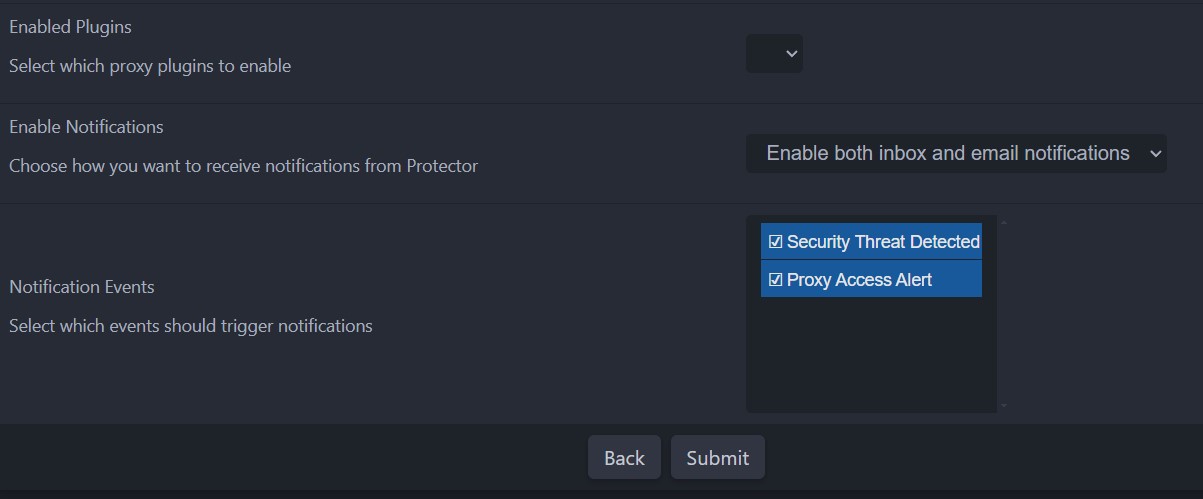 Enabled Plugins
Select which proxy plugins to enable
Enable Notifications
Choose how you want to receive notifications from Protector
Enable both inbox and email notifications
Notification Events
Select which events should trigger notifications
☑ Security Threat Detected
☑ Proxy Access Alert
Back
Submit